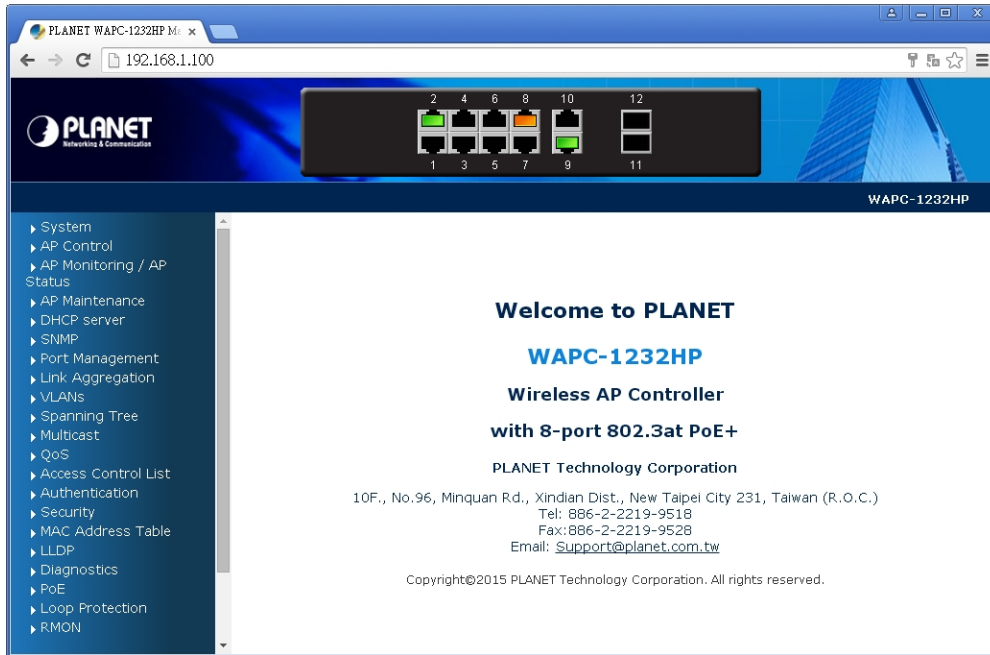 PLANET WAPC-1232HP Ma
192.168.1.100
PLANET
Networking & Communication
2 4 6 8 10 12
1 3 5 7 9 11
WAPC-1232HP
System
AP Control
AP Monitoring / AP
Status
AP Maintenance
DHCP server
SNMP
Port Management
Link Aggregation
VLANs
Spanning Tree
Multicast
QoS
Access Control List
Authentication
Security
MAC Address Table
LLDP
Diagnostics
PoE
Loop Protection
RMON
Welcome to PLANET
WAPC-1232HP
Wireless AP Controller
with 8-port 802.3at PoE+
PLANET Technology Corporation
10F., No.96, Minquan Rd., Xindian Dist., New Taipei City 231, Taiwan (R.O.C.)
Tel: 886-2-2219-9518
Fax:886-2-2219-9528
Email: Support@planet.com.tw
Copyright©2015 PLANET Technology Corporation. All rights reserved.